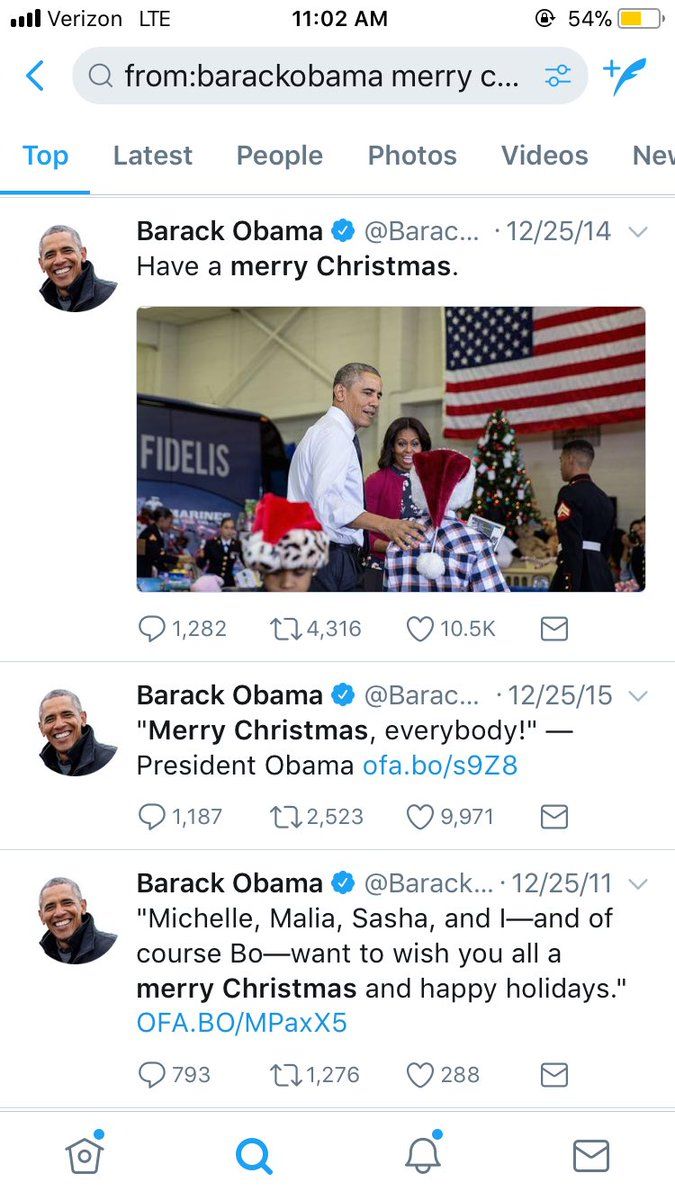 Verizon LTE 11:02 AM 54%
from:barackobama merry c...
Top Latest People Photos Videos Nev
Barack Obama @Barac... · 12/25/14
Have a merry Christmas.
FIDELIS
MARINES
1,282 4,316 10.5K
Barack Obama @Barac... · 12/25/15
"Merry Christmas, everybody!" —
President Obama ofa.bo/s9Z8
1,187 2,523 9,971
Barack Obama @Barack... · 12/25/11
"Michelle, Malia, Sasha, and I—and of
course Bo—want to wish you all a
merry Christmas and happy holidays."
OFA.BO/MPaxX5
793 1,276 288